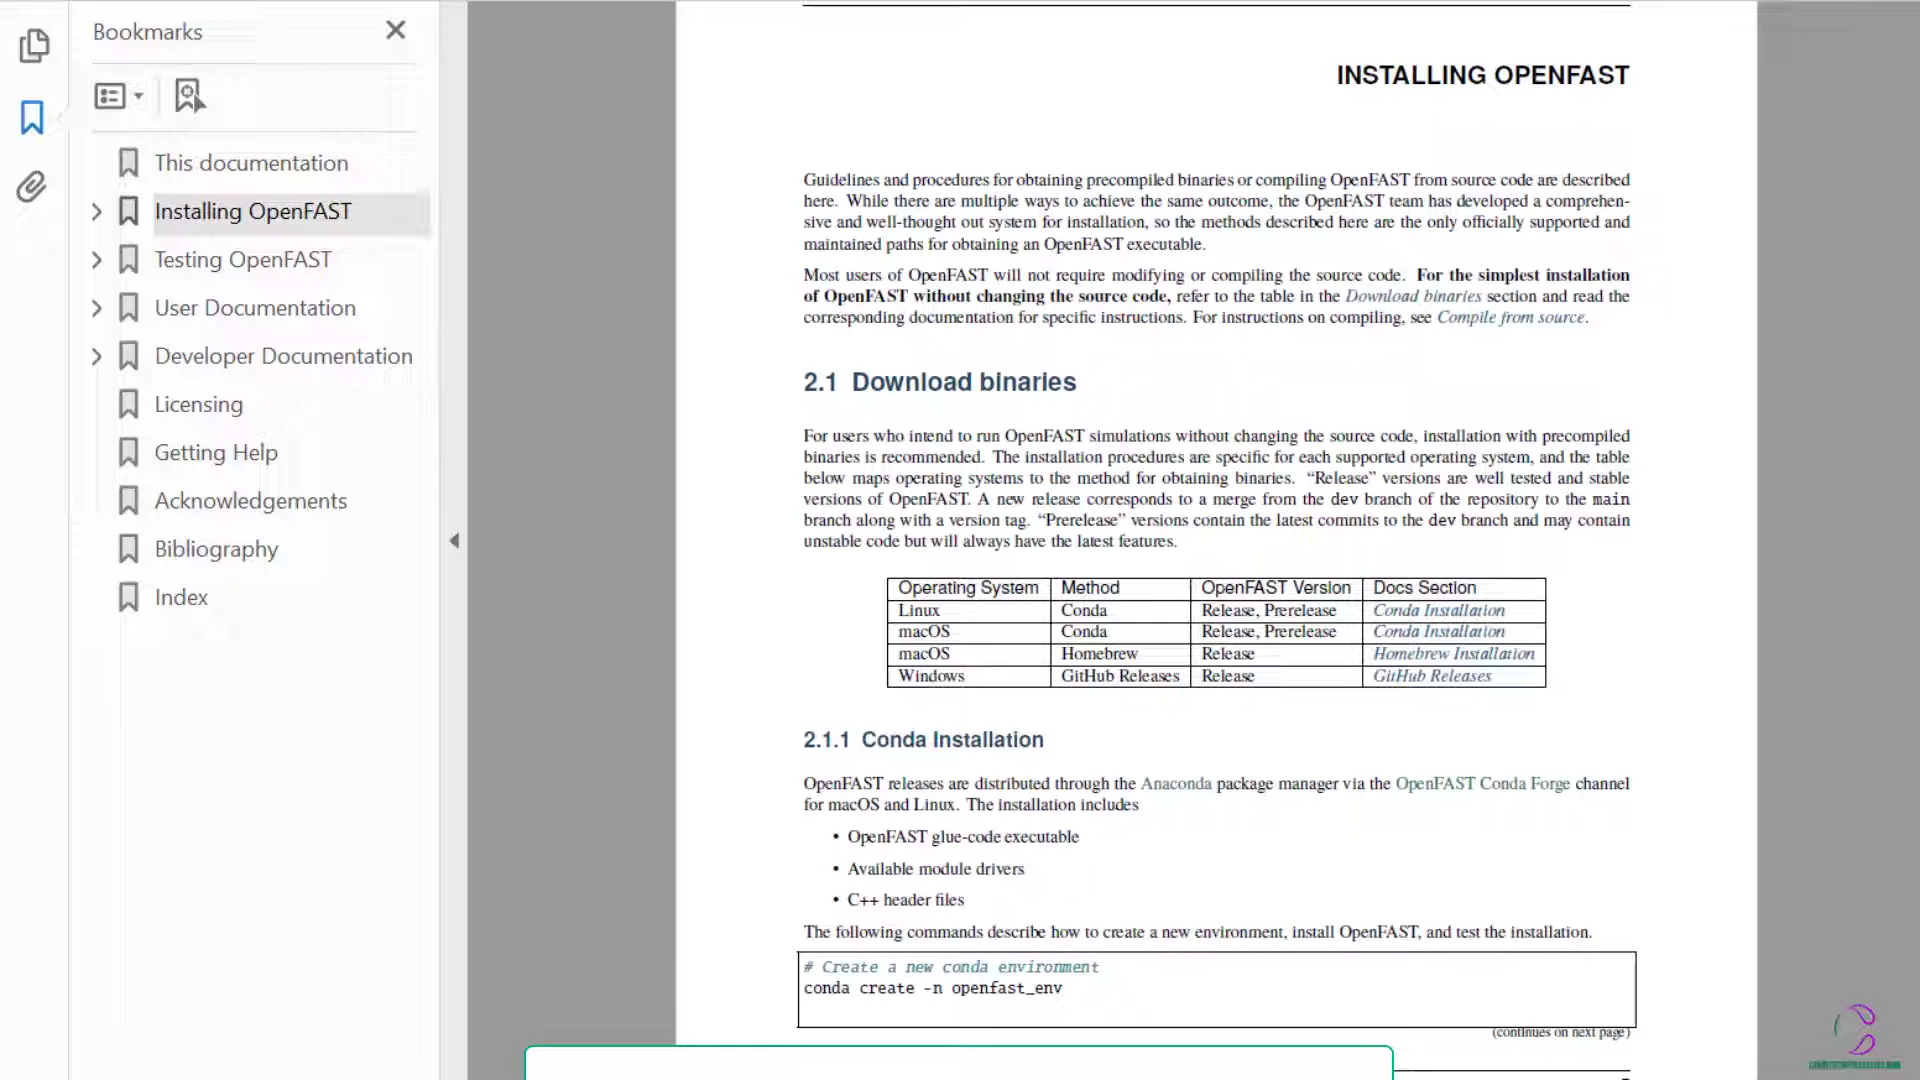 Bookmarks
This documentation
Installing OpenFAST
Testing OpenFAST
User Documentation
Developer Documentation
Licensing
Getting Help
Acknowledgements
Bibliography
Index
INSTALLING OPENFAST
Guidelines and procedures for obtaining precompiled binaries or compiling OpenFAST from source code are described
here. While there are multiple ways to achieve the same outcome, the OpenFAST team has developed a comprehen-
sive and well-thought out system for installation, so the methods described here are the only officially supported and
maintained paths for obtaining an OpenFAST executable.
Most users of OpenFAST will not require modifying or compiling the source code. For the simplest installation
of OpenFAST without changing the source code, refer to the table in the Download binaries section and read the
corresponding documentation for specific instructions. For instructions on compiling, see Compile from source.
2.1 Download binaries
For users who intend to run OpenFAST simulations without changing the source code, installation with precompiled
binaries is recommended. The installation procedures are specific for each supported operating system, and the table
below maps operating systems to the method for obtaining binaries. “Release” versions are well tested and stable
versions of OpenFAST. A new release corresponds to a merge from the dev branch of the repository to the main
branch along with a version tag. “Prerelease” versions contain the latest commits to the dev branch and may contain
unstable code but will always have the latest features.
Operating System Method OpenFAST Version Docs Section
Linux Conda Release, Prerelease Conda Installation
macOS Conda Release, Prerelease Conda Installation
macOS Homebrew Release Homebrew Installation
Windows GitHub Releases Release GitHub Releases
2.1.1 Conda Installation
OpenFAST releases are distributed through the Anaconda package manager via the OpenFAST Conda Forge channel
for macOS and Linux. The installation includes
• OpenFAST glue-code executable
• Available module drivers
• C++ header files
The following commands describe how to create a new environment, install OpenFAST, and test the installation.
# Create a new conda environment
conda create -n openfast_env
(continues on next page)